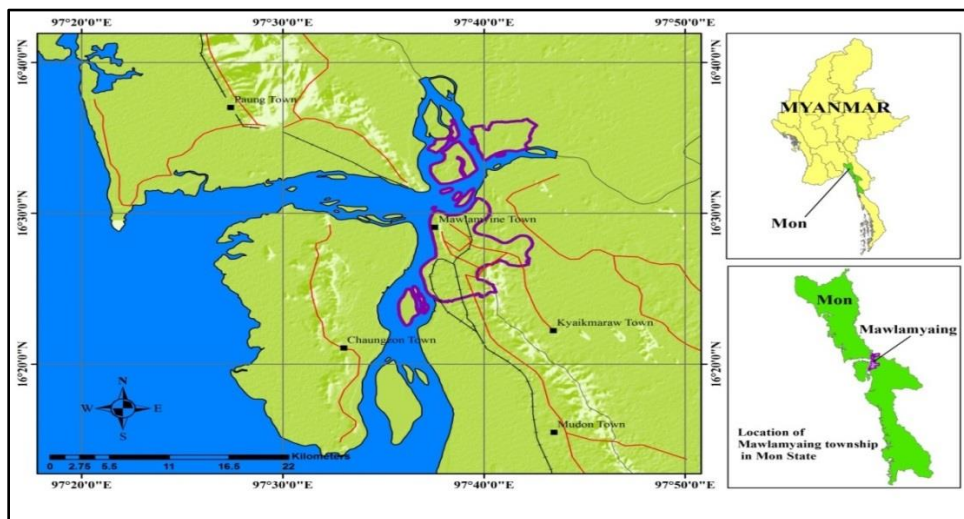 97°20'0"E 97°30'0"E 97°40'0"E 97°50'0"E
16°40'0"N
16°40'0"N
Paung Town
16°30'0"N
16°30'0"N
Mawlamyine Town
Kyaikmaraw Town
Chaungzon Town
16°20'0"N
16°20'0"N
Mudon Town
N
W E
S
Kilometers
0 2.75 5.5 11 16.5 22
97°20'0"E 97°30'0"E 97°40'0"E 97°50'0"E
MYANMAR
Mon
Mon
Mawlamyaing
Location of
Mawlamyaing township
in Mon State